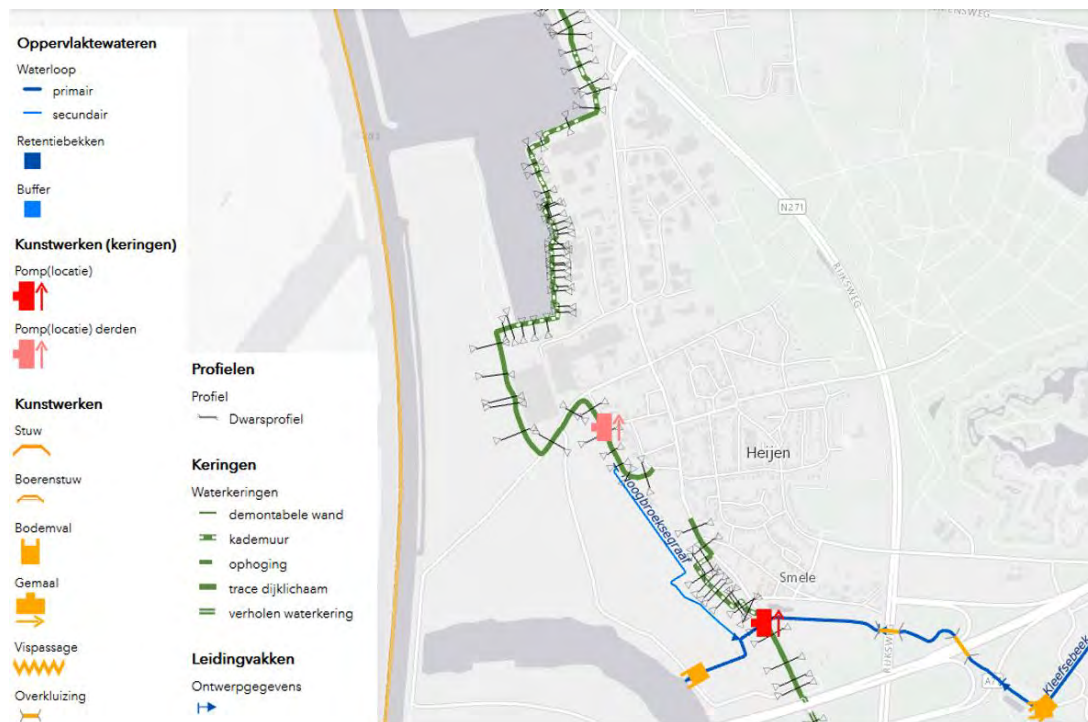 Oppervlaktewateren
Waterloop
primair
secundair
Retentiebekken
Buffer
Kunstwerken (keringen)
Pomp(locatie)
Pomp(locatie) derden
Kunstwerken
Stuw
Boerenstuw
Bodemval
Gemaal
Vispassage
Overkluizing
Profielen
Profiel
Dwarsprofiel
Keringen
Waterkeringen
demontabele wand
kademuur
ophoging
trace dijklichaam
verholen waterkering
Leidingvakken
Ontwerpgegevens
N271
RIJKSWEG
Heijen
Hoogbroeksegraaf
Smele
RIJKSWEG
Kleefsebeek